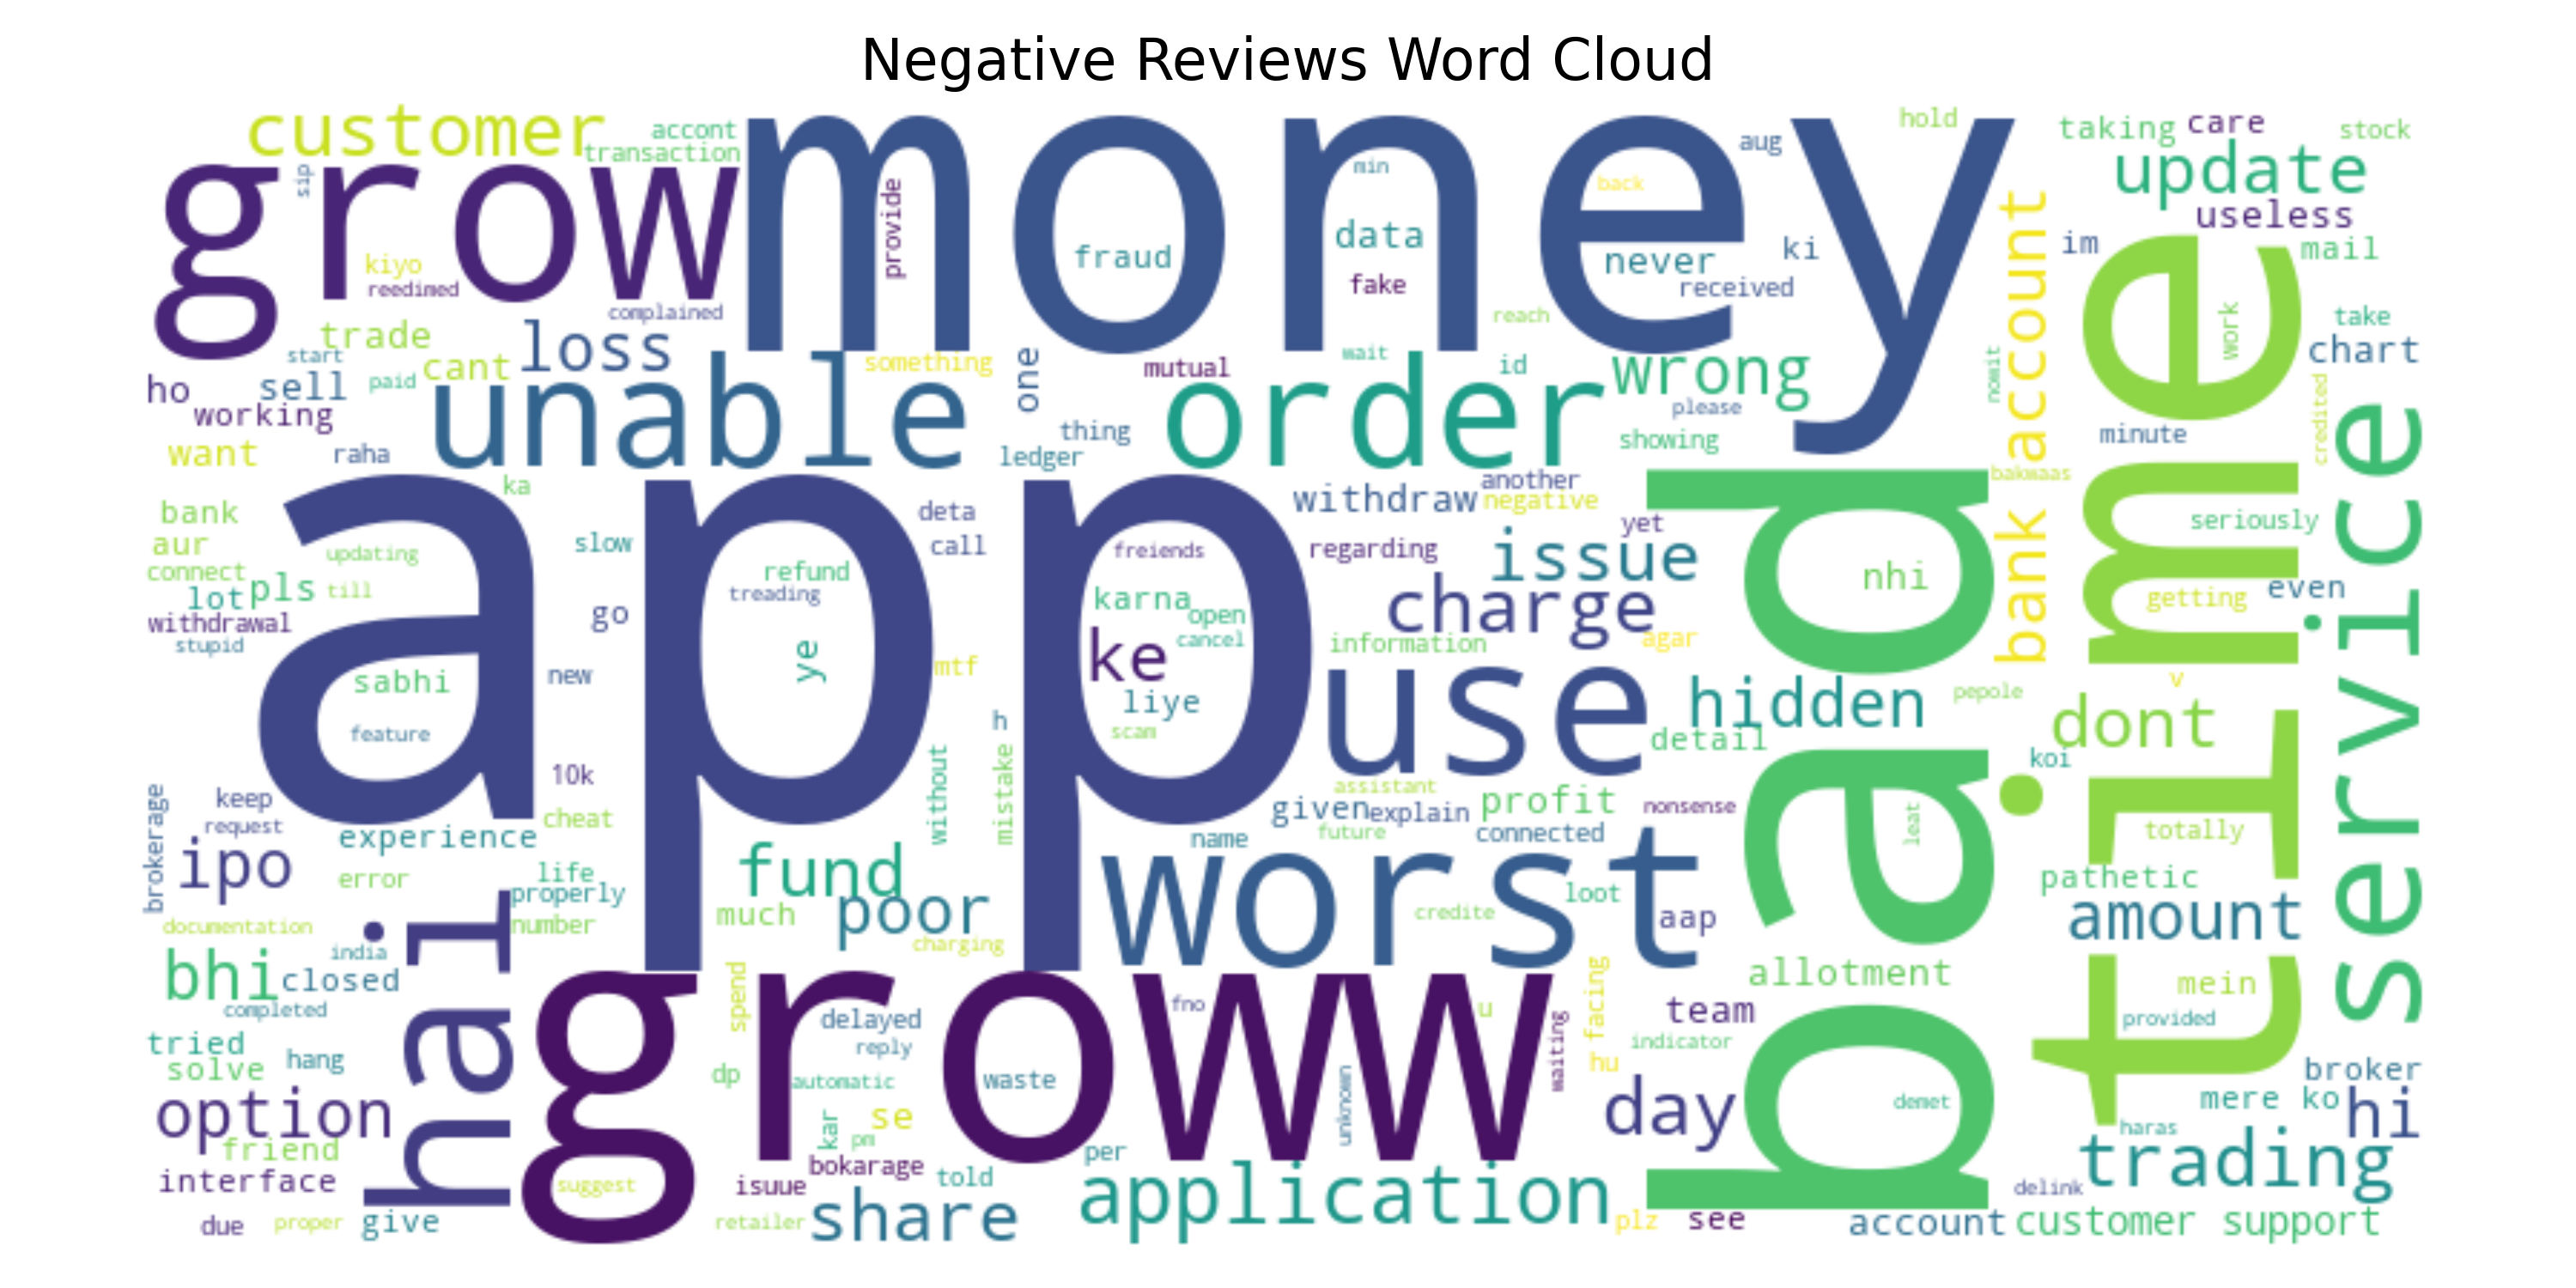 Negative Reviews Word Cloud
customer
accont
transaction
grow
sip
money
provide
fraud
min
data
fake
back
never
received
aug
ki
hold
taking
care
stock
update
useless
im
mail
kiyo
reedimed
complained
trade
loss
start
cant
sell
paid
ho
working
want
raha
unable
something
one
mutual
wait
reach
id
order
wrong
please
showing
thing
ledger
nowit
bank account
time
work
take
chart
credited
minute
service
bakwaas
another
negative
withdraw
yet
ka
bank
aur
connect
updating
pls
lot
till
withdrawal
stupid
app
slow
go
new
deta
call
refund
treading
ye
mtf
freiends
karna
open
cancel
ke
liye
scam
regarding
issue
charge
information
agar
nhi
bad
seriously
getting
even
sabhi
feature
10k
cheat
h
without
mistake
use
hidden
detail
pepole
v
dont
koi
brokerage
keep
request
experience
ipo
error
life
properly
number
documentation
assistant
given
explain
profit
nonsense
future
connected
name
leat
totally
pathetic
amount
fund
much
poor
charging
worst
credite
loot
aap
allotment
mein
provided
india
bhi
closed
completed
hai
spend
groww
delayed
reply
fno
u
facing
waiting
team
indicator
hu
tried
solve
hang
dp
automatic
waste
unknown
option
friend
interface
kar
pm
se
bokarage
day
demet
broker
mere ko
hi
haras
trading
suggest
isuue
told
per
application
delink
due
proper
give
retailer
share
plz
see
account
customer support